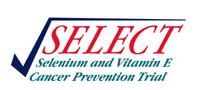 SELECT
Selenium and Vitamin E
Cancer Prevention Trial